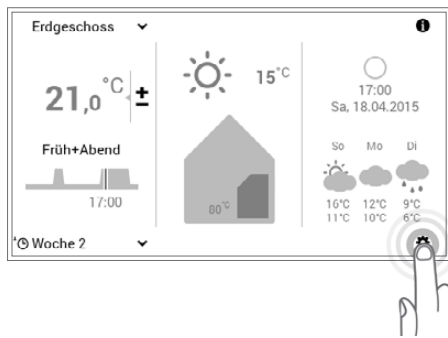 Erdgeschoss
21,0 °C ±
Früh+Abend
17:00
Woche 2
15°C
80°C
17:00
Sa, 18.04.2015
So Mo Di
16°C 12°C 9°C
11°C 10°C 6°C